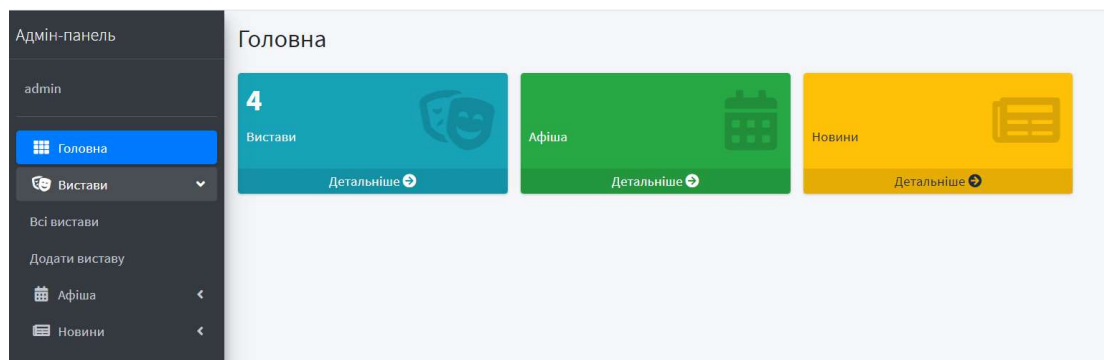 Адмін-панель
admin
Головна
Вистави
Всі вистави
Додати виставу
Афіша
Новини
Головна
4
Вистави
Детальніше
Афіша
Детальніше
Новини
Детальніше